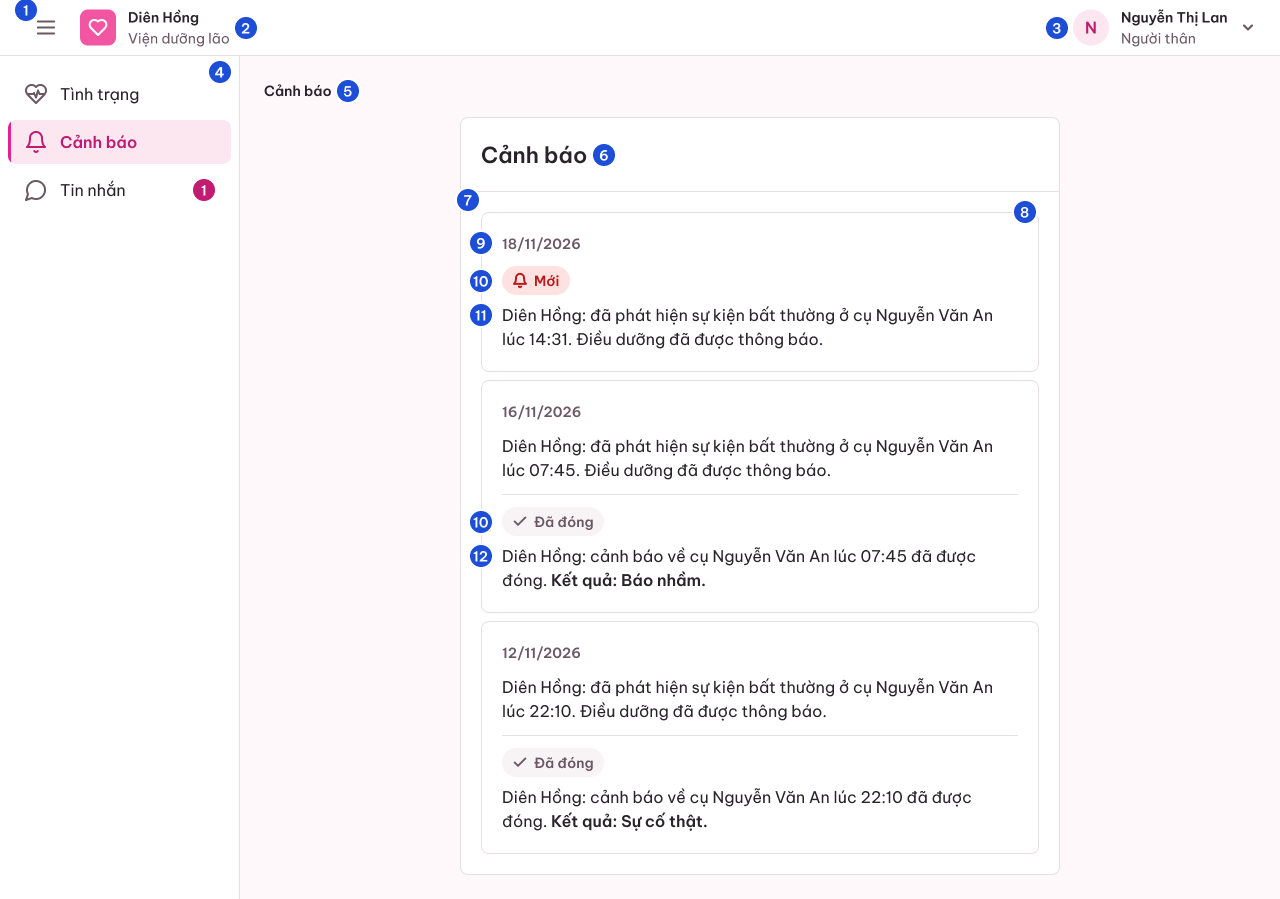 1
Diên Hồng
Viện dưỡng lão
2
3
N
Nguyễn Thị Lan
Người thân
4
Tình trạng
Cảnh báo
Tin nhắn
1
Cảnh báo
5
Cảnh báo
6
7
8
9
18/11/2026
10
Mới
11
Diên Hồng: đã phát hiện sự kiện bất thường ở cụ Nguyễn Văn An
lúc 14:31. Điều dưỡng đã được thông báo.
16/11/2026
Diên Hồng: đã phát hiện sự kiện bất thường ở cụ Nguyễn Văn An
lúc 07:45. Điều dưỡng đã được thông báo.
10
Đã đóng
12
Diên Hồng: cảnh báo về cụ Nguyễn Văn An lúc 07:45 đã được
đóng. Kết quả: Báo nhầm.
12/11/2026
Diên Hồng: đã phát hiện sự kiện bất thường ở cụ Nguyễn Văn An
lúc 22:10. Điều dưỡng đã được thông báo.
Đã đóng
Diên Hồng: cảnh báo về cụ Nguyễn Văn An lúc 22:10 đã được
đóng. Kết quả: Sự cố thật.